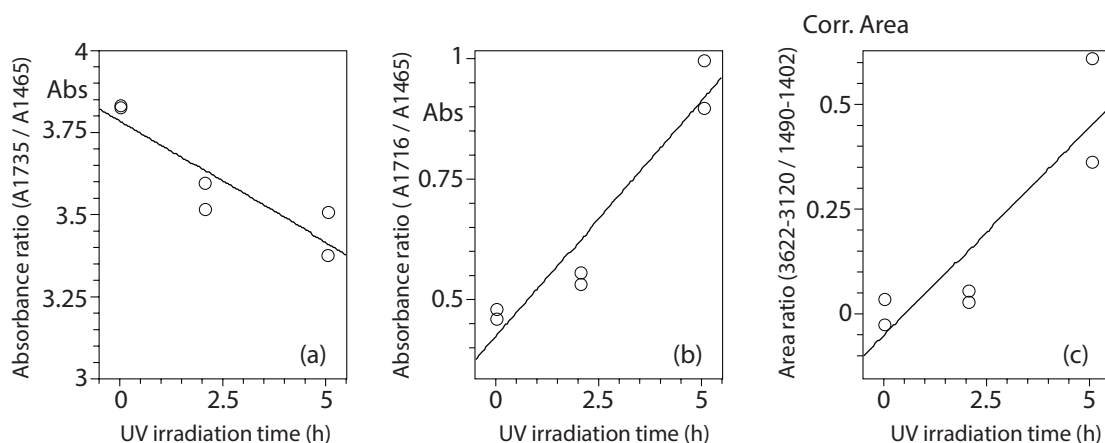 Corr. Area
Absorbance ratio (A1735 / A1465)
4
Abs
3.75
3.5
3.25
3
(a)
0
2.5
5
UV irradiation time (h)
Absorbance ratio ( A1716 / A1465)
1
Abs
0.75
0.5
(b)
0
2.5
5
UV irradiation time (h)
Area ratio (3622-3120 / 1490-1402)
0.5
0.25
0
(c)
0
2.5
5
UV irradiation time (h)